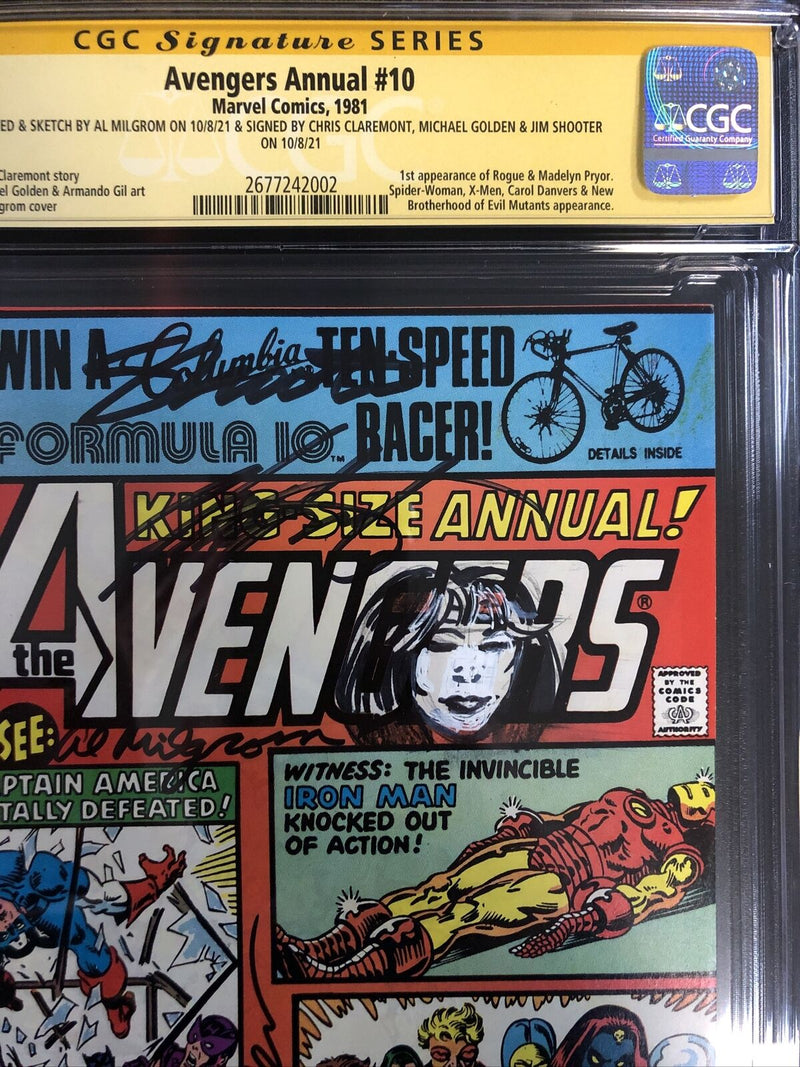 CGC Signature SERIES
Avengers Annual #10
Marvel Comics, 1981
ED & SKETCH BY AL MILGROM ON 10/8/21 & SIGNED BY CHRIS CLAREMONT, MICHAEL GOLDEN & JIM SHOOTER
ON 10/8/21
Claremont story
el Golden & Armando Gil art
grom cover
2677242002
1st appearance of Rogue & Madelyn Pryor.
Spider-Woman, X-Men, Carol Danvers & New
Brotherhood of Evil Mutants appearance.
CGC
Certified Guaranty Company
WIN A Columbia TEN-SPEED
FORMULA 10™ RACER!
DETAILS INSIDE
KING-SIZE ANNUAL!
the AVENGERS®
APPROVED
BY THE
COMICS
CODE
AUTHORITY
SEE:
Al Milgrom
PTAIN AMERICA
TALLY DEFEATED!
WITNESS: THE INVINCIBLE
IRON MAN
KNOCKED OUT
OF ACTION!